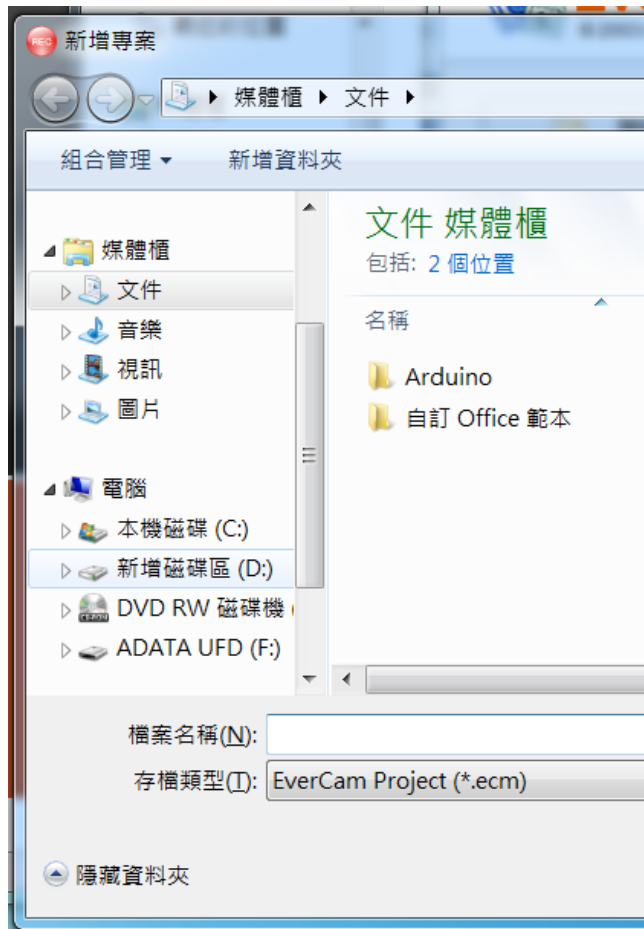 REC 新增專案
媒體櫃 文件
組合管理 新增資料夾
媒體櫃
文件
音樂
視訊
圖片
電腦
本機磁碟 (C:)
新增磁碟區 (D:)
DVD RW 磁碟機 (
ADATA UFD (F:)
文件 媒體櫃
包括: 2 個位置
名稱
Arduino
自訂 Office 範本
檔案名稱(N):
存檔類型(T): EverCam Project (*.ecm)
隱藏資料夾